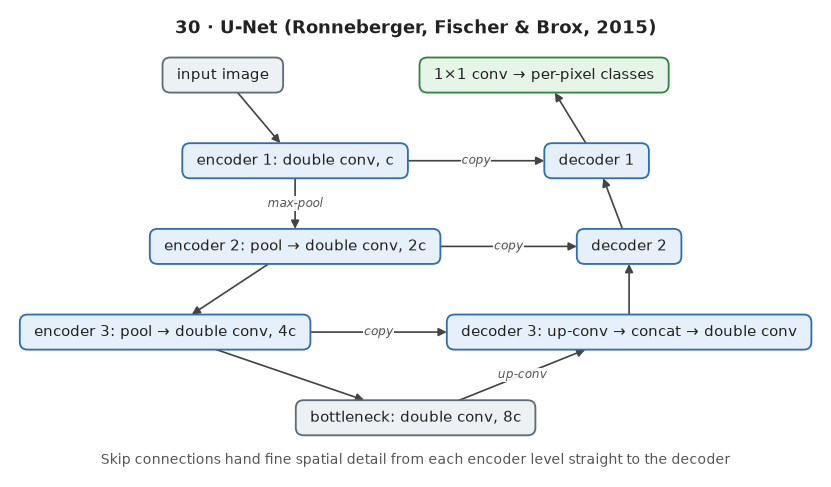 30 · U-Net (Ronneberger, Fischer & Brox, 2015)
input image
1×1 conv → per-pixel classes
encoder 1: double conv, c
copy
decoder 1
max-pool
encoder 2: pool → double conv, 2c
copy
decoder 2
encoder 3: pool → double conv, 4c
copy
decoder 3: up-conv → concat → double conv
up-conv
bottleneck: double conv, 8c
Skip connections hand fine spatial detail from each encoder level straight to the decoder